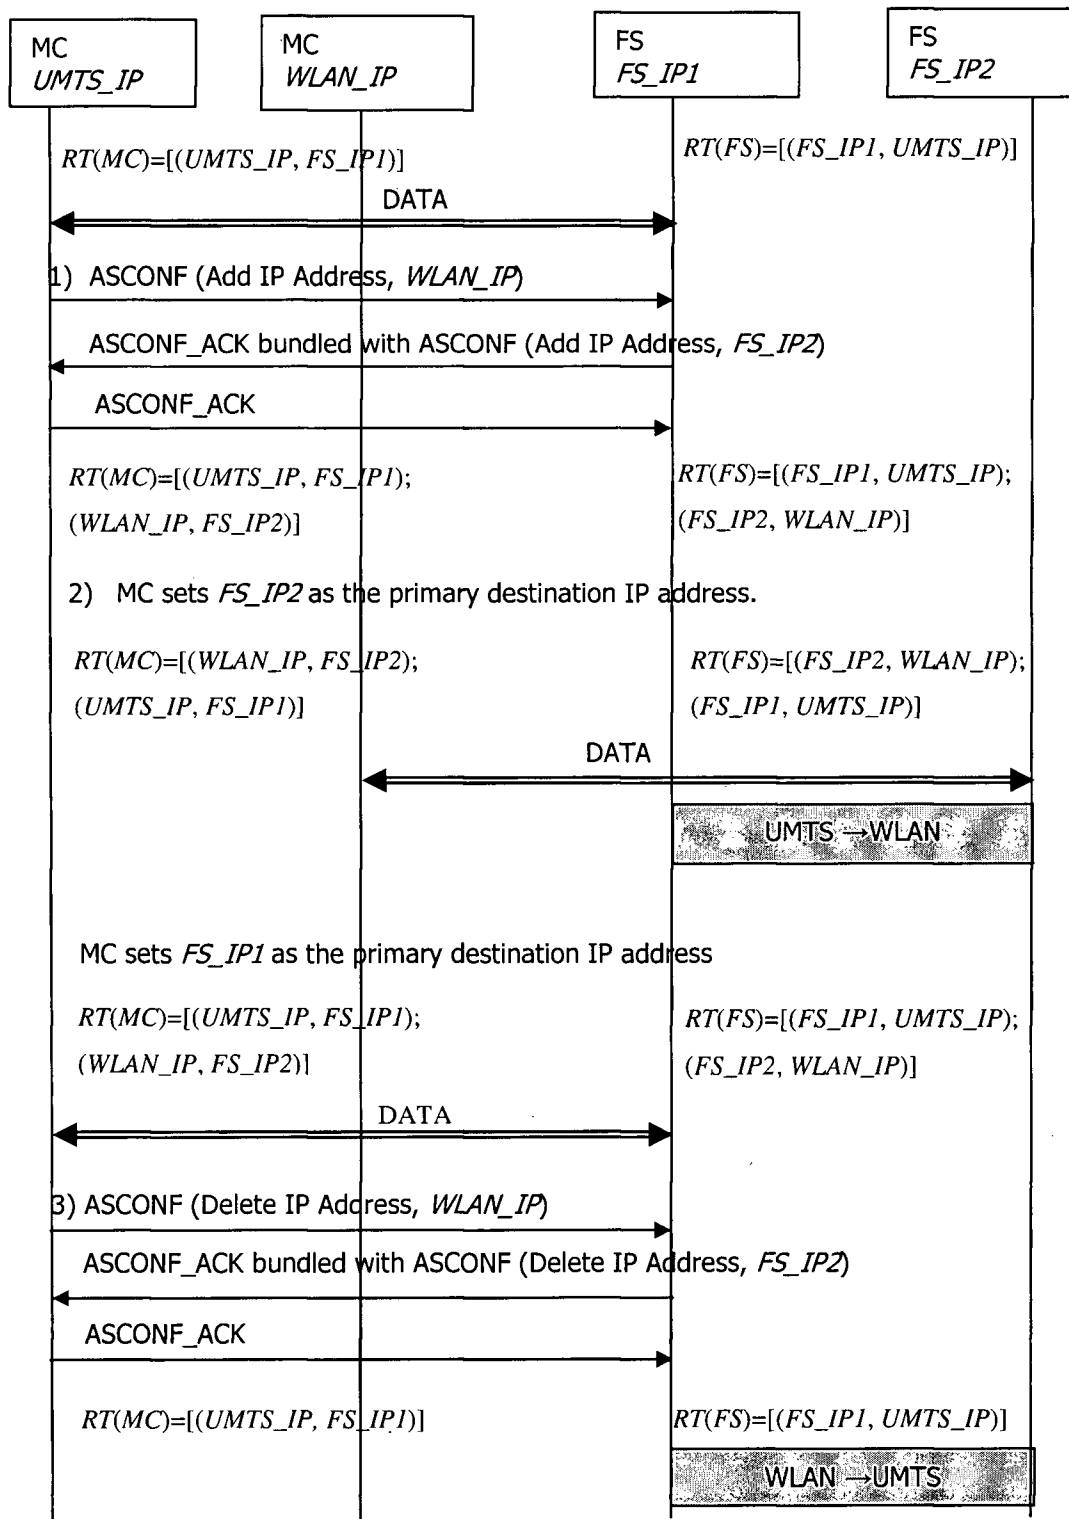 MC
UMTS_IP
MC
WLAN_IP
FS
FS_IP1
FS
FS_IP2
RT(MC)=[(UMTS_IP, FS_IP1)]
RT(FS)=[(FS_IP1, UMTS_IP)]
DATA
1) ASCONF (Add IP Address, WLAN_IP)
ASCONF_ACK bundled with ASCONF (Add IP Address, FS_IP2)
ASCONF_ACK
RT(MC)=[(UMTS_IP, FS_IP1);
(WLAN_IP, FS_IP2)]
RT(FS)=[(FS_IP1, UMTS_IP);
(FS_IP2, WLAN_IP)]
2) MC sets FS_IP2 as the primary destination IP address.
RT(MC)=[(WLAN_IP, FS_IP2);
(UMTS_IP, FS_IP1)]
RT(FS)=[(FS_IP2, WLAN_IP);
(FS_IP1, UMTS_IP)]
DATA
UMTS →WLAN
MC sets FS_IP1 as the primary destination IP address
RT(MC)=[(UMTS_IP, FS_IP1);
(WLAN_IP, FS_IP2)]
RT(FS)=[(FS_IP1, UMTS_IP);
(FS_IP2, WLAN_IP)]
DATA
3) ASCONF (Delete IP Address, WLAN_IP)
ASCONF_ACK bundled with ASCONF (Delete IP Address, FS_IP2)
ASCONF_ACK
RT(MC)=[(UMTS_IP, FS_IP1)]
RT(FS)=[(FS_IP1, UMTS_IP)]
WLAN →UMTS